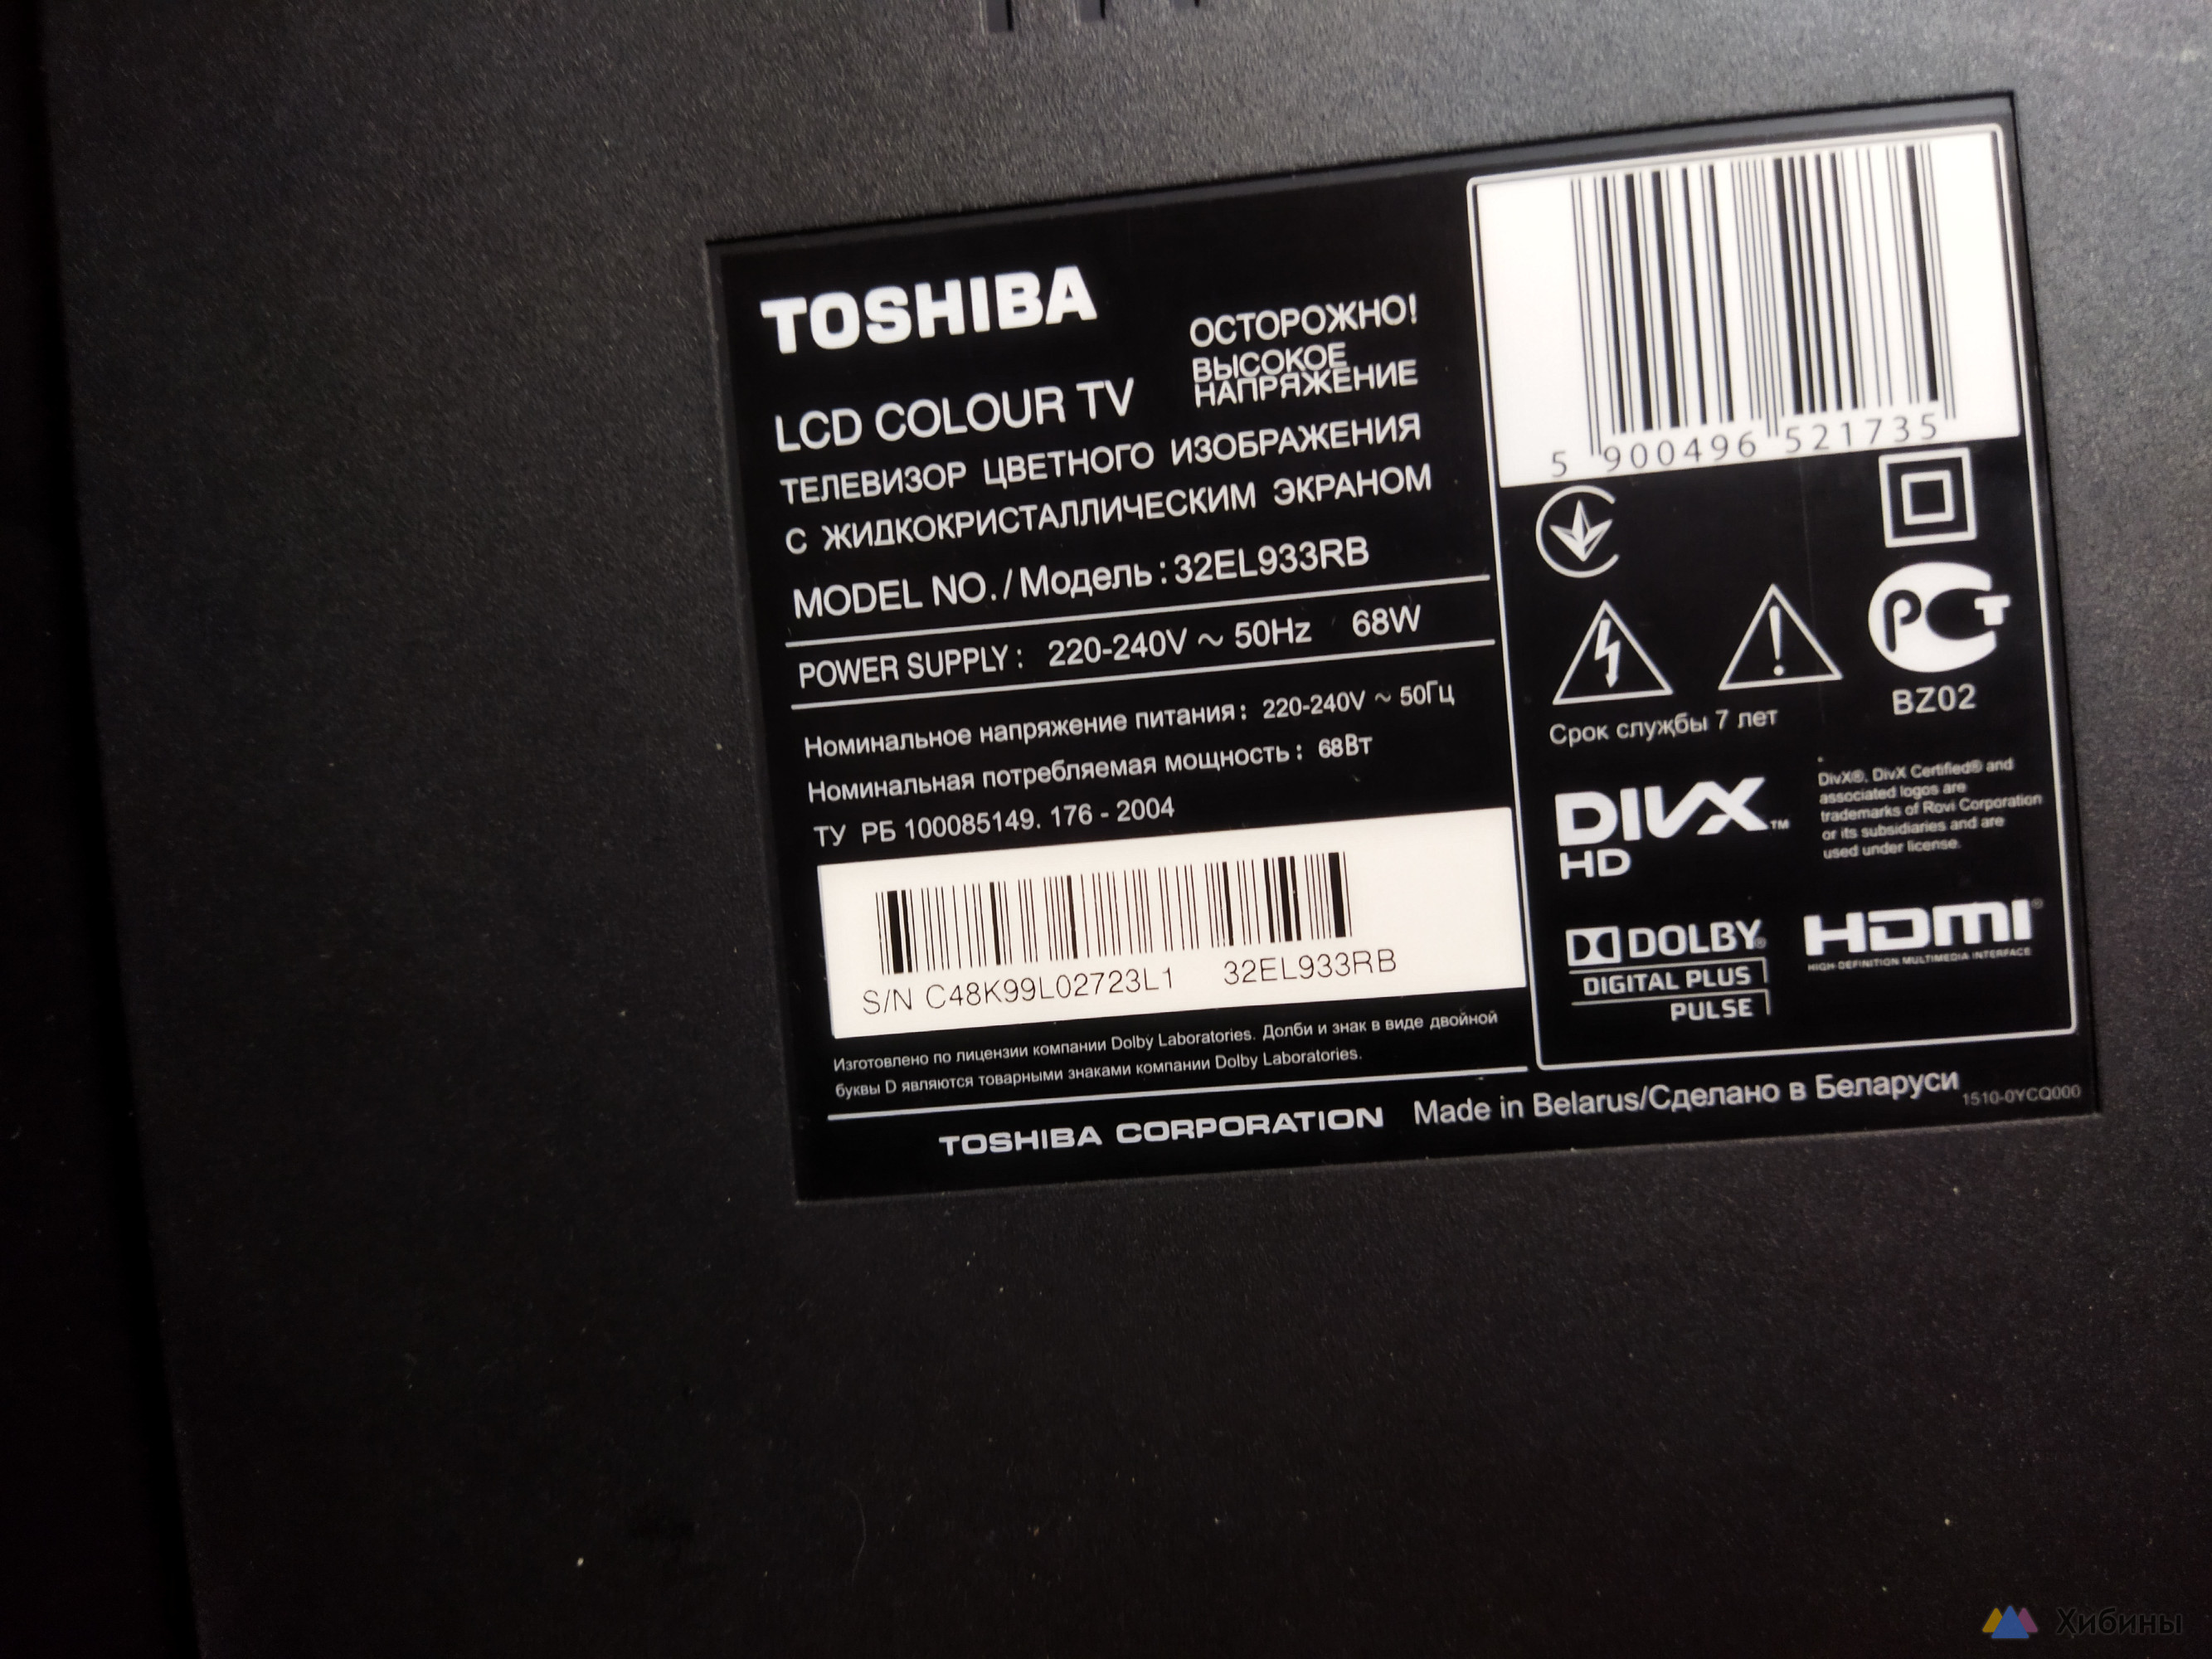 TOSHIBA
ОСТОРОЖНО!
ВЫСОКОЕ
НАПРЯЖЕНИЕ
LCD COLOUR TV
ТЕЛЕВИЗОР ЦВЕТНОГО ИЗОБРАЖЕНИЯ
С ЖИДКОКРИСТАЛЛИЧЕСКИМ ЭКРАНОМ
MODEL NO./Модель: 32EL933RB
POWER SUPPLY: 220-240V ~ 50Hz 68W
Номинальное напряжение питания: 220-240V ~ 50Гц
Номинальная потребляемая мощность: 68Вт
ТУ РБ 100085149. 176 - 2004
S/N C48K99L02723L1 32EL933RB
Изготовлено по лицензии компании Dolby Laboratories. Долби и знак в виде двойной
буквы D являются товарными знаками компании Dolby Laboratories.
5 900496 521735
РСТ
BZ02
Срок службы 7 лет
DIVX™
HD
DivX®, DivX Certified® and
associated logos are
trademarks of Rovi Corporation
or its subsidiaries and are
used under license.
DOLBY®
DIGITAL PLUS
PULSE
HDMI®
HIGH-DEFINITION MULTIMEDIA INTERFACE
TOSHIBA CORPORATION Made in Belarus/Сделано в Беларуси 1510-0YCQ000
Хибины